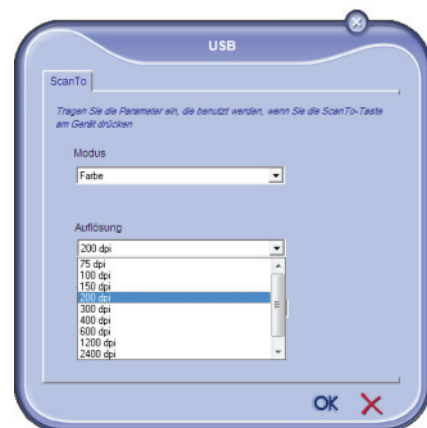 USB
ScanTo
Tragen Sie die Parameter ein, die benutzt werden, wenn Sie die ScanTo-Taste
am Gerät drücken
Modus
Farbe
Auflösung
200 dpi
75 dpi
100 dpi
150 dpi
200 dpi
300 dpi
400 dpi
600 dpi
1200 dpi
2400 dpi
OK